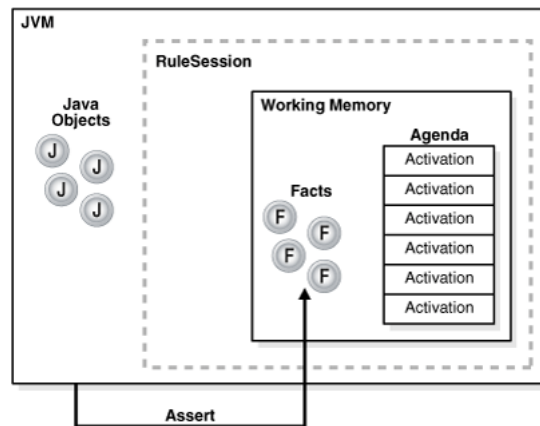 JVM
RuleSession
Java
Objects
J
J
J
J
Working Memory
Agenda
Facts
F
F
F
F
Activation
Activation
Activation
Activation
Activation
Activation
Assert